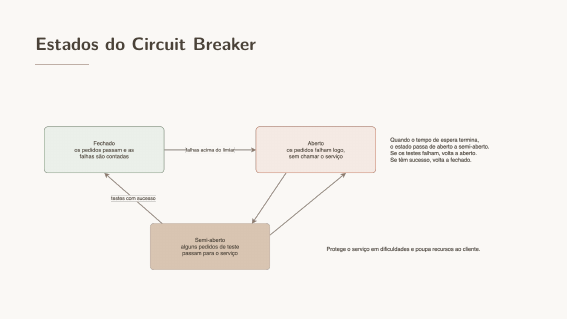 Estados do Circuit Breaker
Fechado
os pedidos passam e as
falhas são contadas
falhas acima do limiar
Aberto
os pedidos falham logo,
sem chamar o serviço
Quando o tempo de espera termina,
o estado passa de aberto a semi-aberto.
Se os testes falham, volta a aberto.
Se têm sucesso, volta a fechado.
testes com sucesso
Semi-aberto
alguns pedidos de teste
passam para o serviço
Protege o serviço em dificuldades e poupa recursos ao cliente.